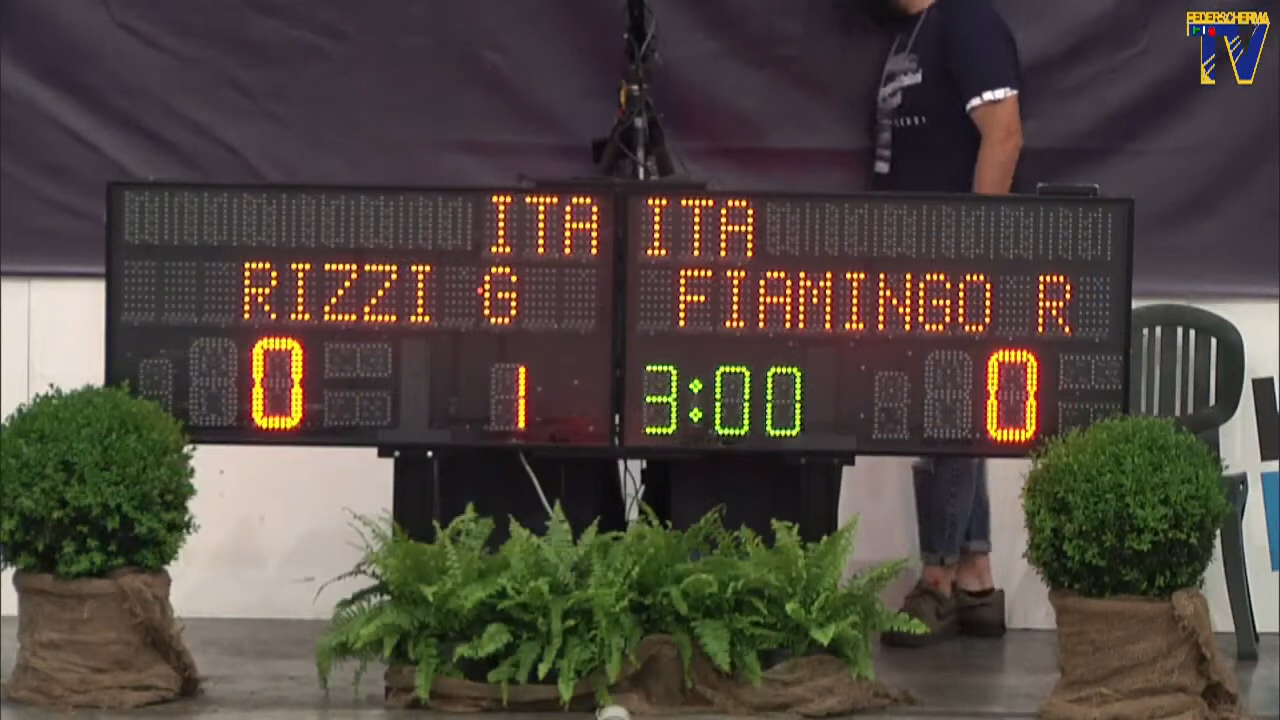 FEDERSCHERMA
TV
ITA ITA
RIZZI G FIAMINGO R
0 1 3:00 0